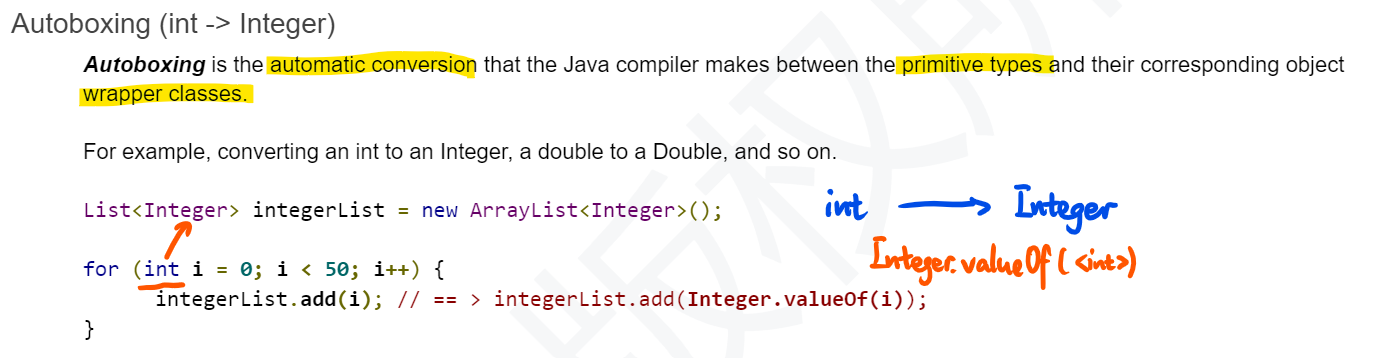 Autoboxing (int -> Integer)
Autoboxing is the automatic conversion that the Java compiler makes between the primitive types and their corresponding object
wrapper classes.
For example, converting an int to an Integer, a double to a Double, and so on.
List<Integer> integerList = new ArrayList<Integer>();
int → Integer
Integer.valueOf(<int>)
for (int i = 0; i < 50; i++) {
integerList.add(i); // == > integerList.add(Integer.valueOf(i));
}
版权所